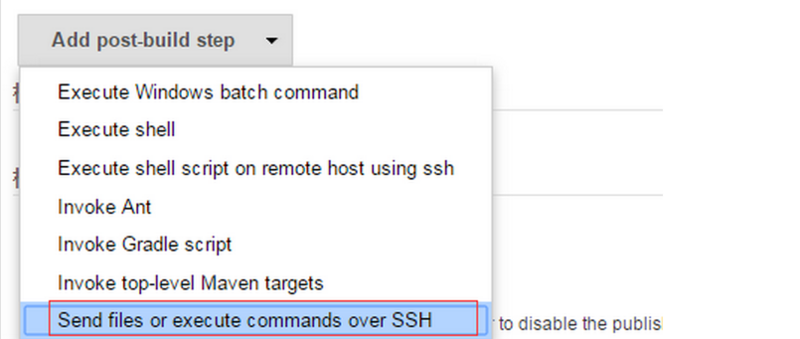 Add post-build step
Execute Windows batch command
Execute shell
Execute shell script on remote host using ssh
Invoke Ant
Invoke Gradle script
Invoke top-level Maven targets
Send files or execute commands over SSH
to disable the publis